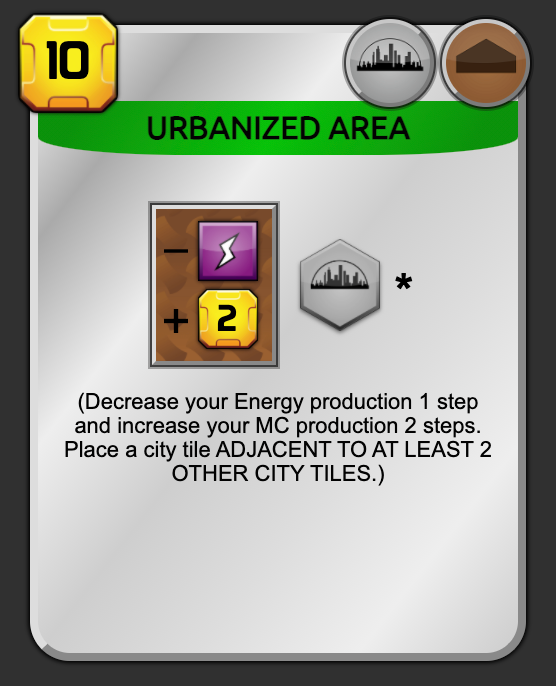 10
URBANIZED AREA
−
+ 2
*
(Decrease your Energy production 1 step
and increase your MC production 2 steps.
Place a city tile ADJACENT TO AT LEAST 2
OTHER CITY TILES.)